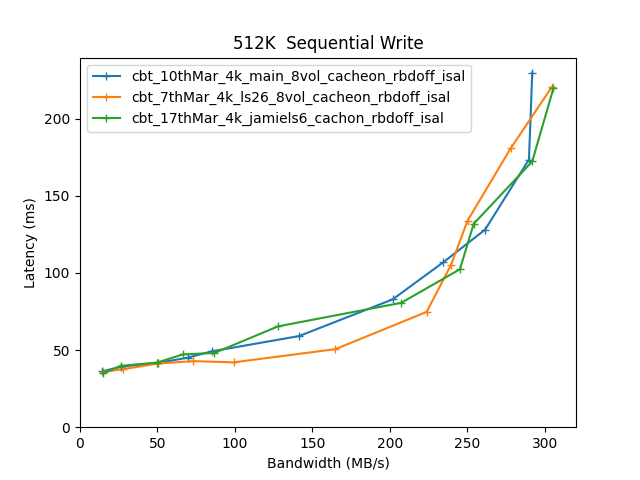 512K  Sequential Write
cbt_10thMar_4k_main_8vol_cacheon_rbdoff_isal
cbt_7thMar_4k_ls26_8vol_cacheon_rbdoff_isal
cbt_17thMar_4k_jamiels6_cachon_rbdoff_isal
Latency (ms)
200
150
100
50
0
0 50 100 150 200 250 300
Bandwidth (MB/s)